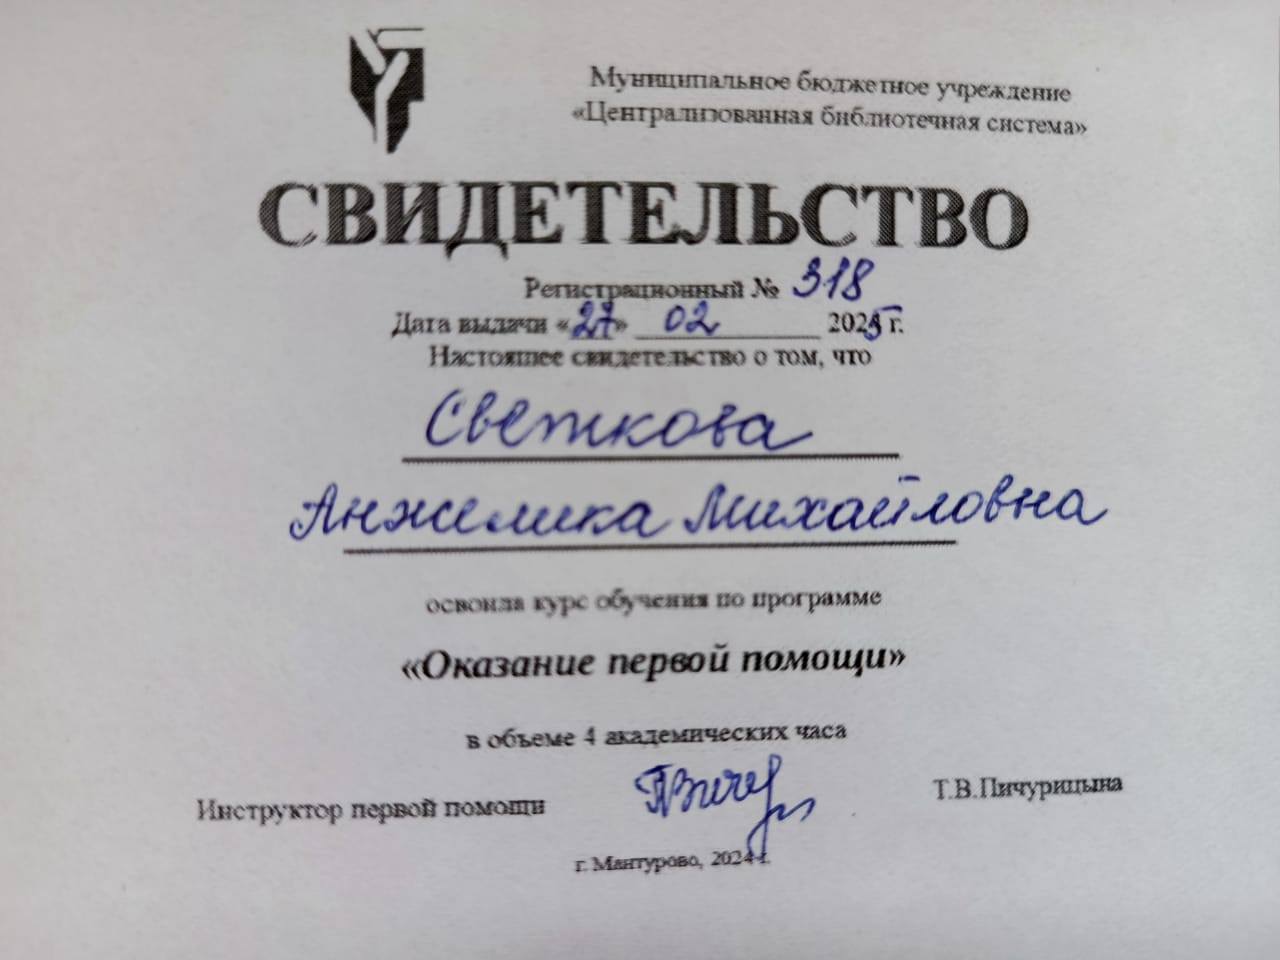 Муниципальное бюджетное учреждение
«Централизованная библиотечная система»
СВИДЕТЕЛЬСТВО
Регистрационный № 318
Дата выдачи «27» 02 2025 г.
Настоящее свидетельство о том, что
Светкова
Анжелика Михайловна
освоила курс обучения по программе
«Оказание первой помощи»
в объеме 4 академических часа
Инструктор первой помощи Т.В.Пичурицына
г. Мантурово, 2024 г.